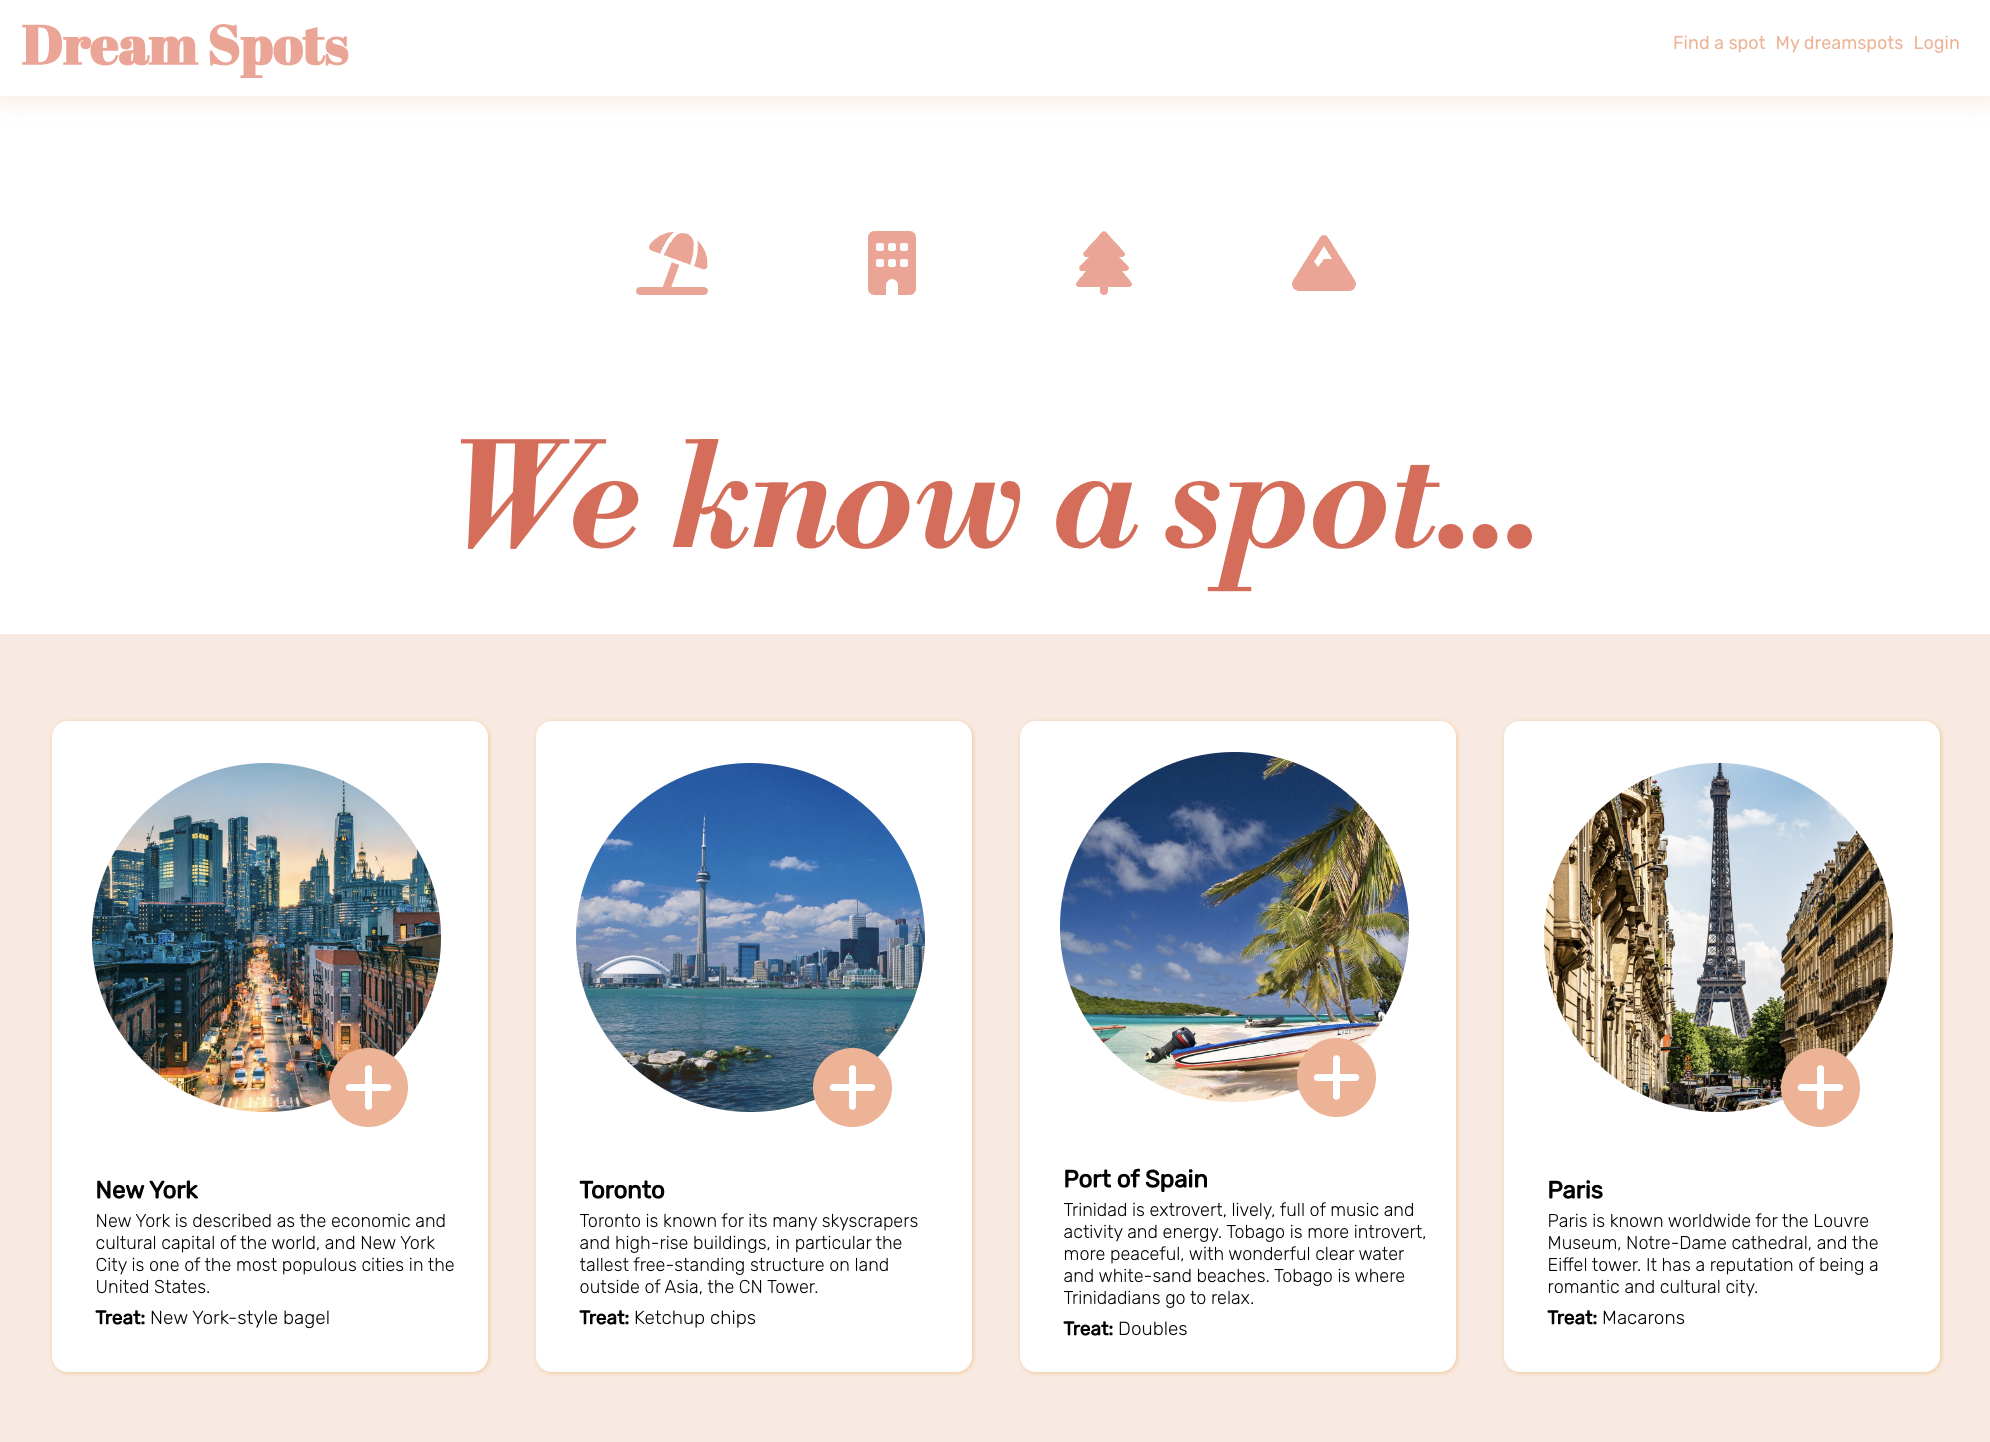 Dream Spots
Find a spot My dreamspots Login
We know a spot...
New York
New York is described as the economic and
cultural capital of the world, and New York
City is one of the most populous cities in the
United States.
Treat: New York-style bagel
Toronto
Toronto is known for its many skyscrapers
and high-rise buildings, in particular the
tallest free-standing structure on land
outside of Asia, the CN Tower.
Treat: Ketchup chips
Port of Spain
Trinidad is extrovert, lively, full of music and
activity and energy. Tobago is more introvert,
more peaceful, with wonderful clear water
and white-sand beaches. Tobago is where
Trinidadians go to relax.
Treat: Doubles
Paris
Paris is known worldwide for the Louvre
Museum, Notre-Dame cathedral, and the
Eiffel tower. It has a reputation of being a
romantic and cultural city.
Treat: Macarons